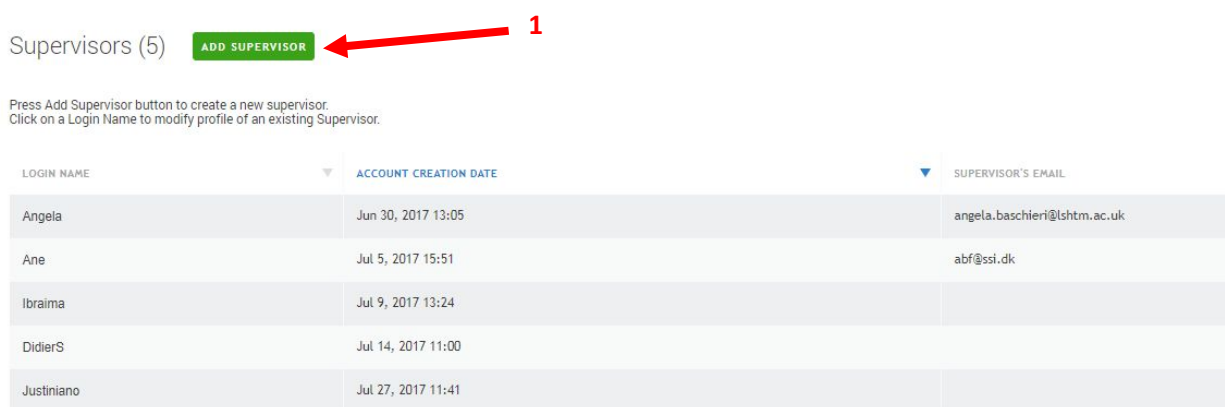 1
Supervisors (5) ADD SUPERVISOR
Press Add Supervisor button to create a new supervisor.
Click on a Login Name to modify profile of an existing Supervisor.
LOGIN NAME ACCOUNT CREATION DATE SUPERVISOR'S EMAIL
Angela Jun 30, 2017 13:05 angela.baschieri@lshtm.ac.uk
Ane Jul 5, 2017 15:51 abf@ssi.dk
Ibraima Jul 9, 2017 13:24
DidierS Jul 14, 2017 11:00
Justiniano Jul 27, 2017 11:41